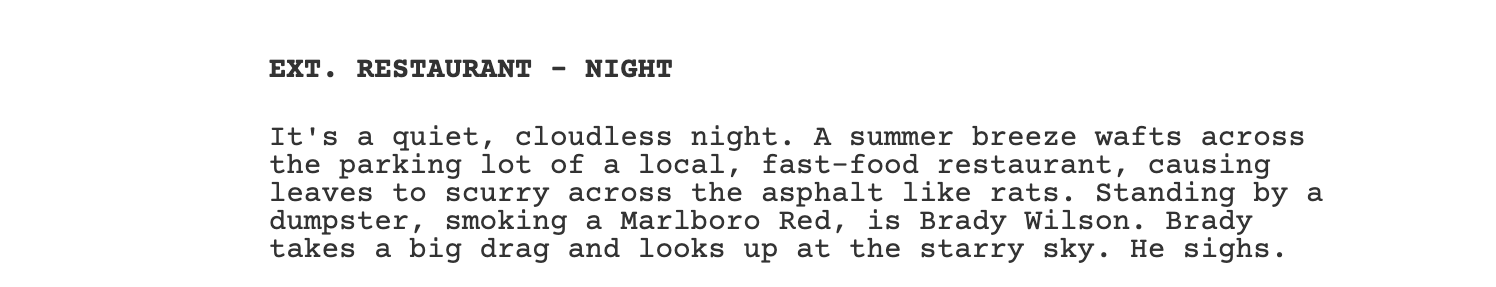 EXT. RESTAURANT - NIGHT
It's a quiet, cloudless night. A summer breeze wafts across
the parking lot of a local, fast-food restaurant, causing
leaves to scurry across the asphalt like rats. Standing by a
dumpster, smoking a Marlboro Red, is Brady Wilson. Brady
takes a big drag and looks up at the starry sky. He sighs.